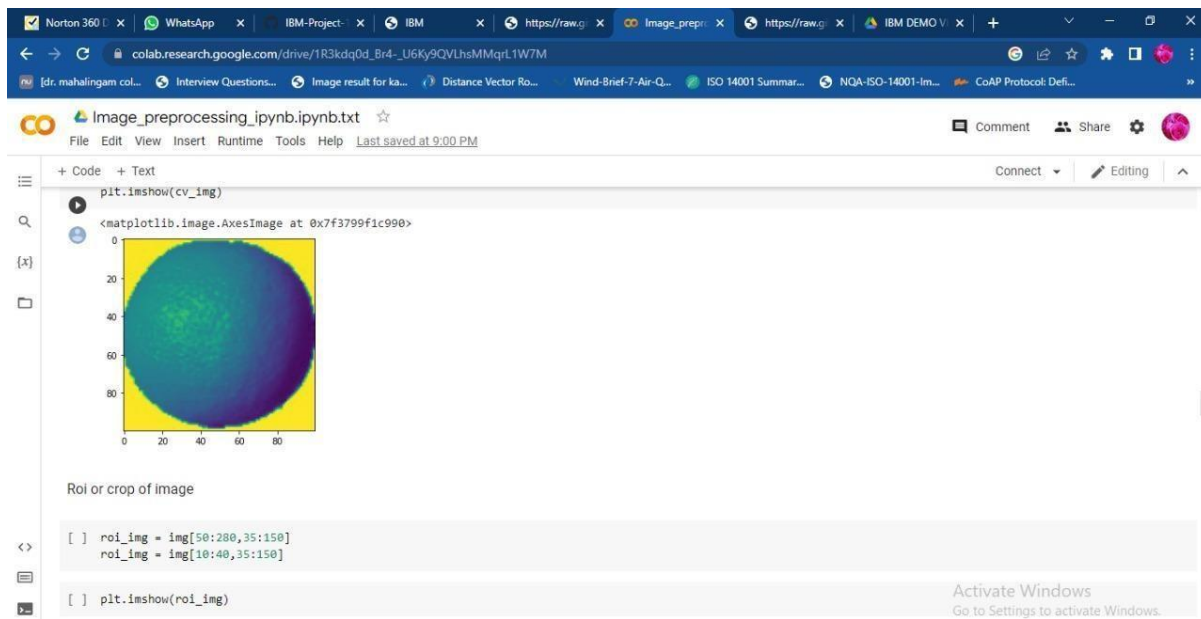 Norton 360 D WhatsApp IBM-Project- IBM https://raw.g Image_prepro https://raw.gi IBM DEMO VI
colab.research.google.com/drive/1R3kdq0d_Br4-_U6Ky9QVLhsMMqrL1W7M
[dr. mahalingam col... Interview Questions... Image result for ka... Distance Vector Ro... Wind-Brief-7-Air-Q... ISO 14001 Summar... NQA-ISO-14001-Im... CoAP Protocol: Defi... »
CO Image_preprocessing_ipynb.ipynb.txt
File Edit View Insert Runtime Tools Help Last saved at 9:00 PM
Comment Share
+ Code + Text Connect Editing
plt.imshow(cv_img)
<matplotlib.image.AxesImage at 0x7f3799f1c990>
0
20
40
60
80
0 20 40 60 80
{x}
Roi or crop of image
[ ] roi_img = img[50:280,35:150]
roi_img = img[10:40,35:150]
[ ] plt.imshow(roi_img)
Activate Windows
Go to Settings to activate Windows.